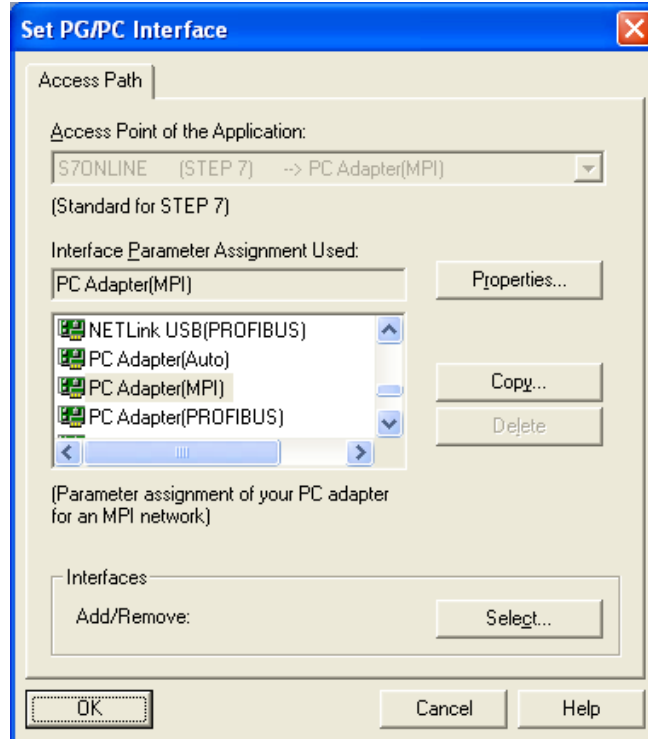 Set PG/PC Interface
Access Path
Access Point of the Application:
S7ONLINE (STEP 7) --> PC Adapter(MPI)
(Standard for STEP 7)
Interface Parameter Assignment Used:
PC Adapter(MPI)
Properties...
NETLink USB(PROFIBUS)
PC Adapter(Auto)
PC Adapter(MPI)
Copy...
PC Adapter(PROFIBUS)
Delete
(Parameter assignment of your PC adapter
for an MPI network)
Interfaces
Add/Remove:
Select...
OK
Cancel
Help